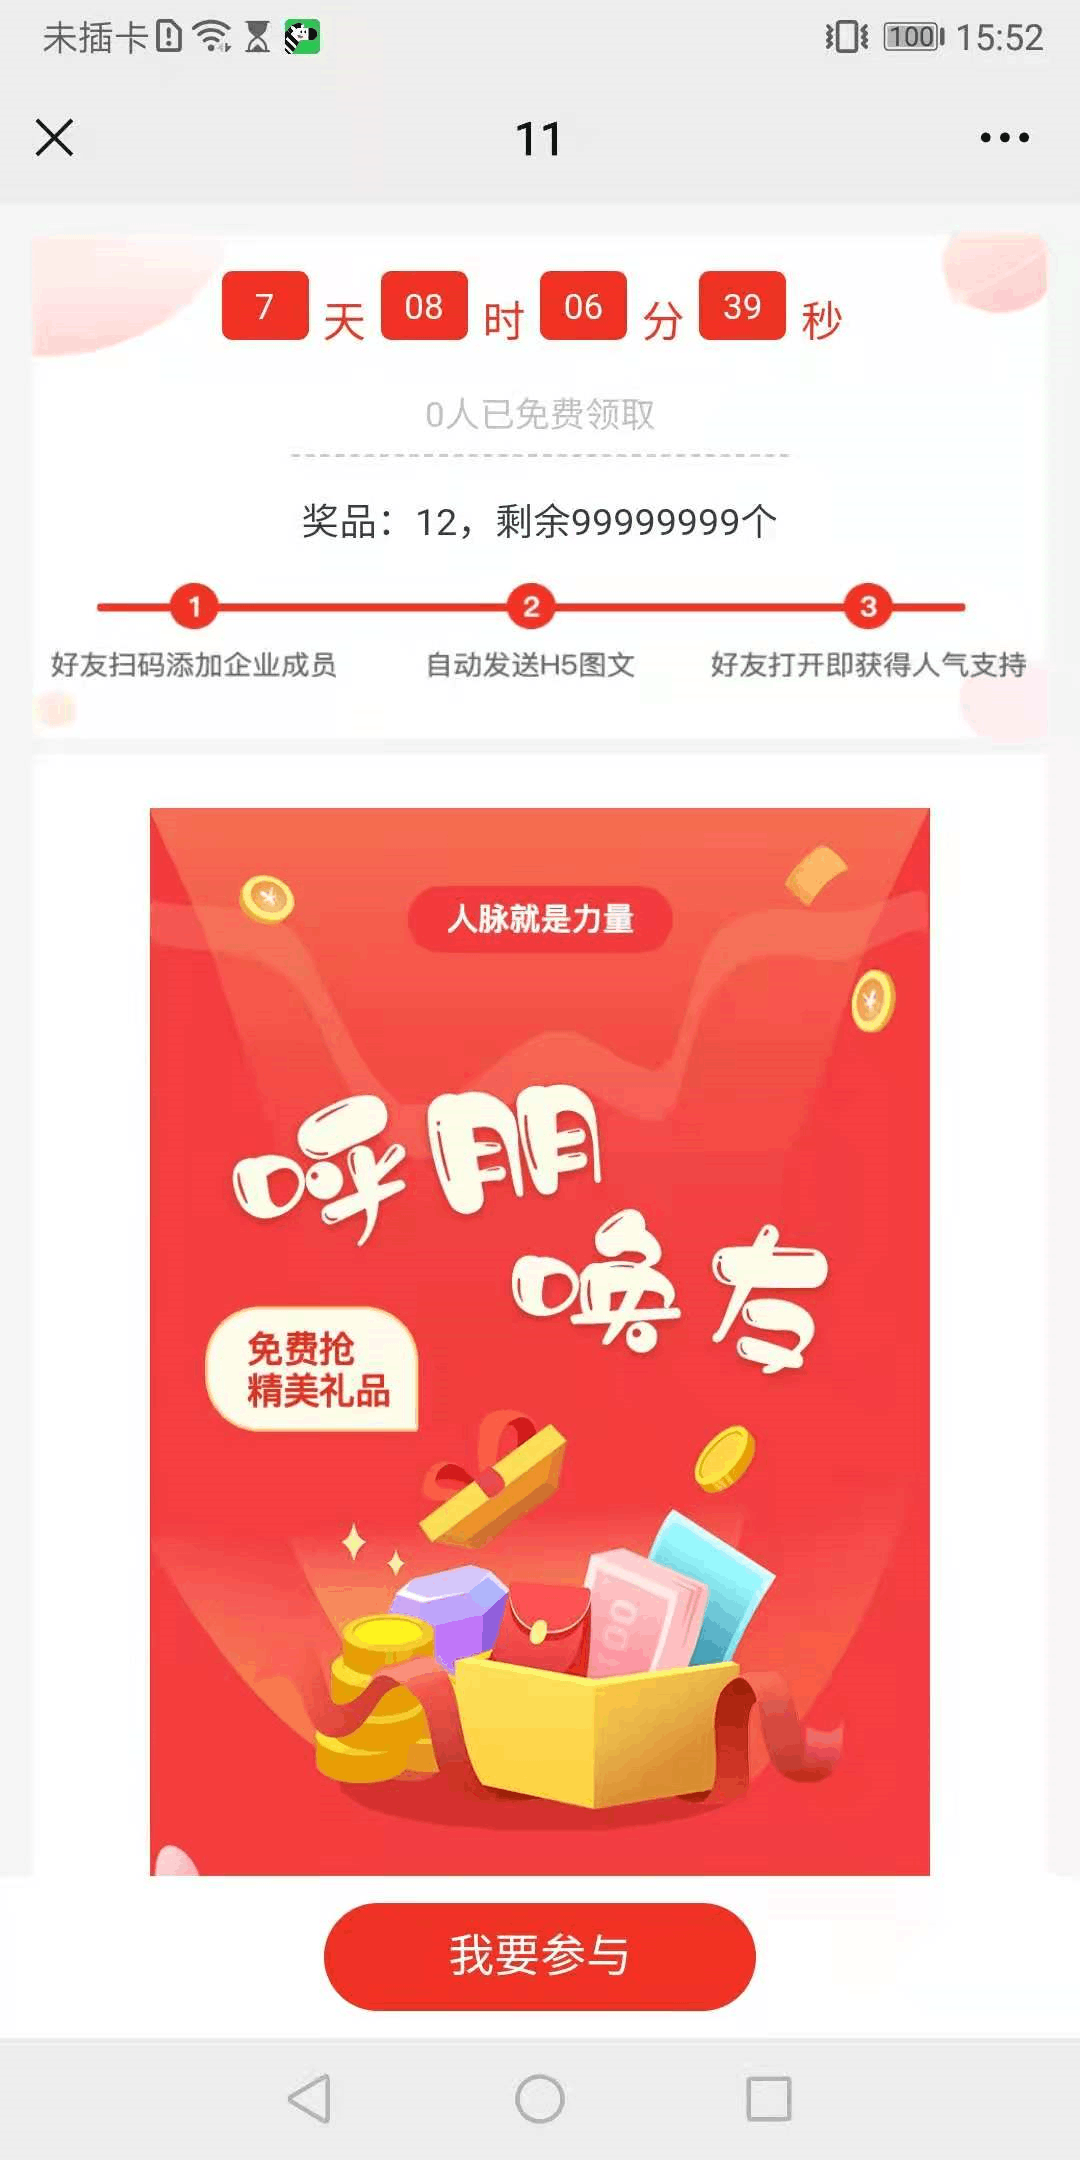 未插卡 100 15:52
11
7 天 08 时 06 分 39 秒
0人已免费领取
奖品：12，剩余99999999个
1 2 3
好友扫码添加企业成员 自动发送H5图文 好友打开即获得人气支持
人脉就是力量
呼朋
唤友
免费抢
精美礼品
100
我要参与